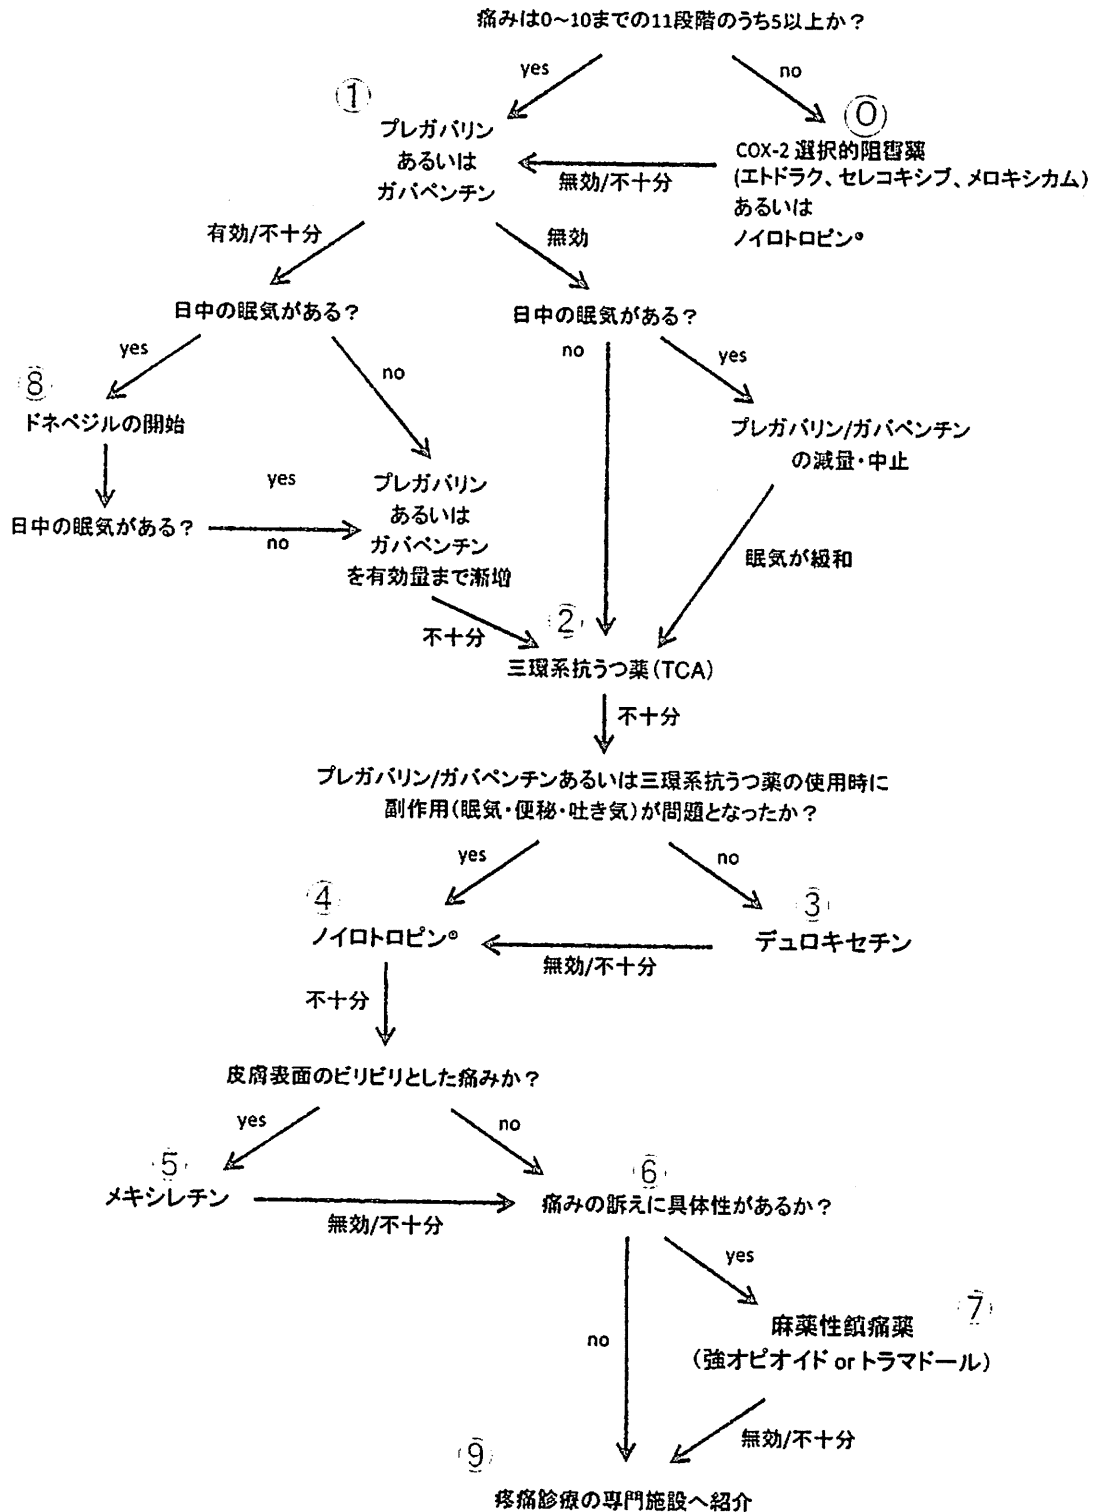 痛みは0～10までの11段階のうち5以上か？
yes
no
①
⓪
プレガバリン
あるいは
ガバペンチン
COX-2 選択的阻害薬
(エトドラク、セレコキシブ、メロキシカム)
あるいは
ノイロトロピン®
無効/不十分
有効/不十分
無効
日中の眠気がある？
日中の眠気がある？
yes
no
no
yes
⑧
ドネペジルの開始
プレガバリン/ガバペンチン
の減量・中止
日中の眠気がある？
yes
no
プレガバリン
あるいは
ガバペンチン
を有効量まで漸増
眠気が緩和
不十分
②
三環系抗うつ薬(TCA)
不十分
プレガバリン/ガバペンチンあるいは三環系抗うつ薬の使用時に
副作用(眠気・便秘・吐き気)が問題となったか？
yes
no
④
③
ノイロトロピン®
デュロキセチン
無効/不十分
不十分
皮膚表面のピリピリとした痛みか？
yes
no
⑤
⑥
メキシレチン
痛みの訴えに具体性があるか？
無効/不十分
yes
no
⑦
麻薬性鎮痛薬
(強オピオイド or トラマドール)
無効/不十分
⑨
疼痛診療の専門施設へ紹介